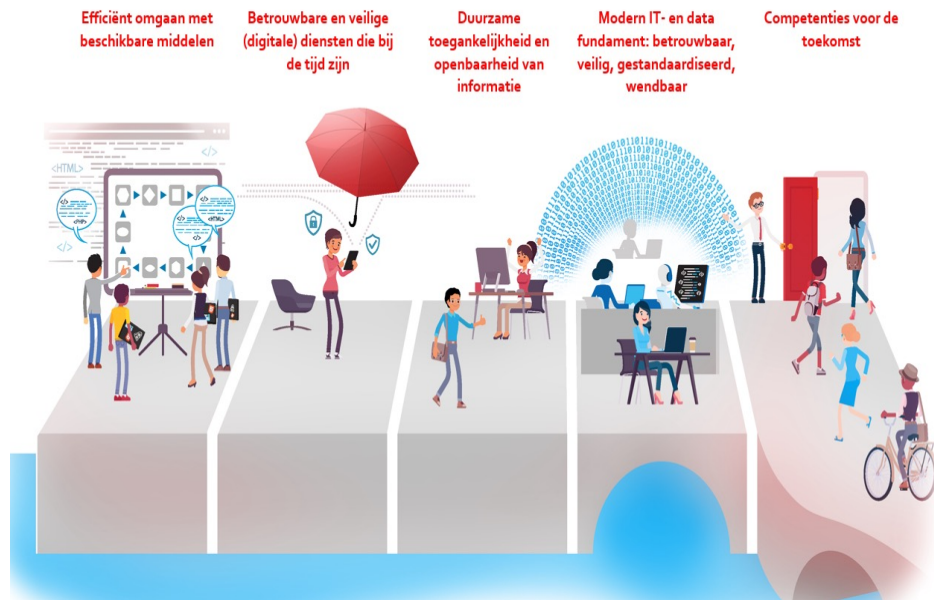 Efficiënt omgaan met
beschikbare middelen
Betrouwbare en veilige
(digitale) diensten die bij
de tijd zijn
Duurzame
toegankelijkheid en
openbaarheid van
informatie
Modern IT- en data
fundament: betrouwbaar,
veilig, gestandaardiseerd,
wendbaar
Competenties voor de
toekomst
<HTML>
</>
</>
</>
</>
</>